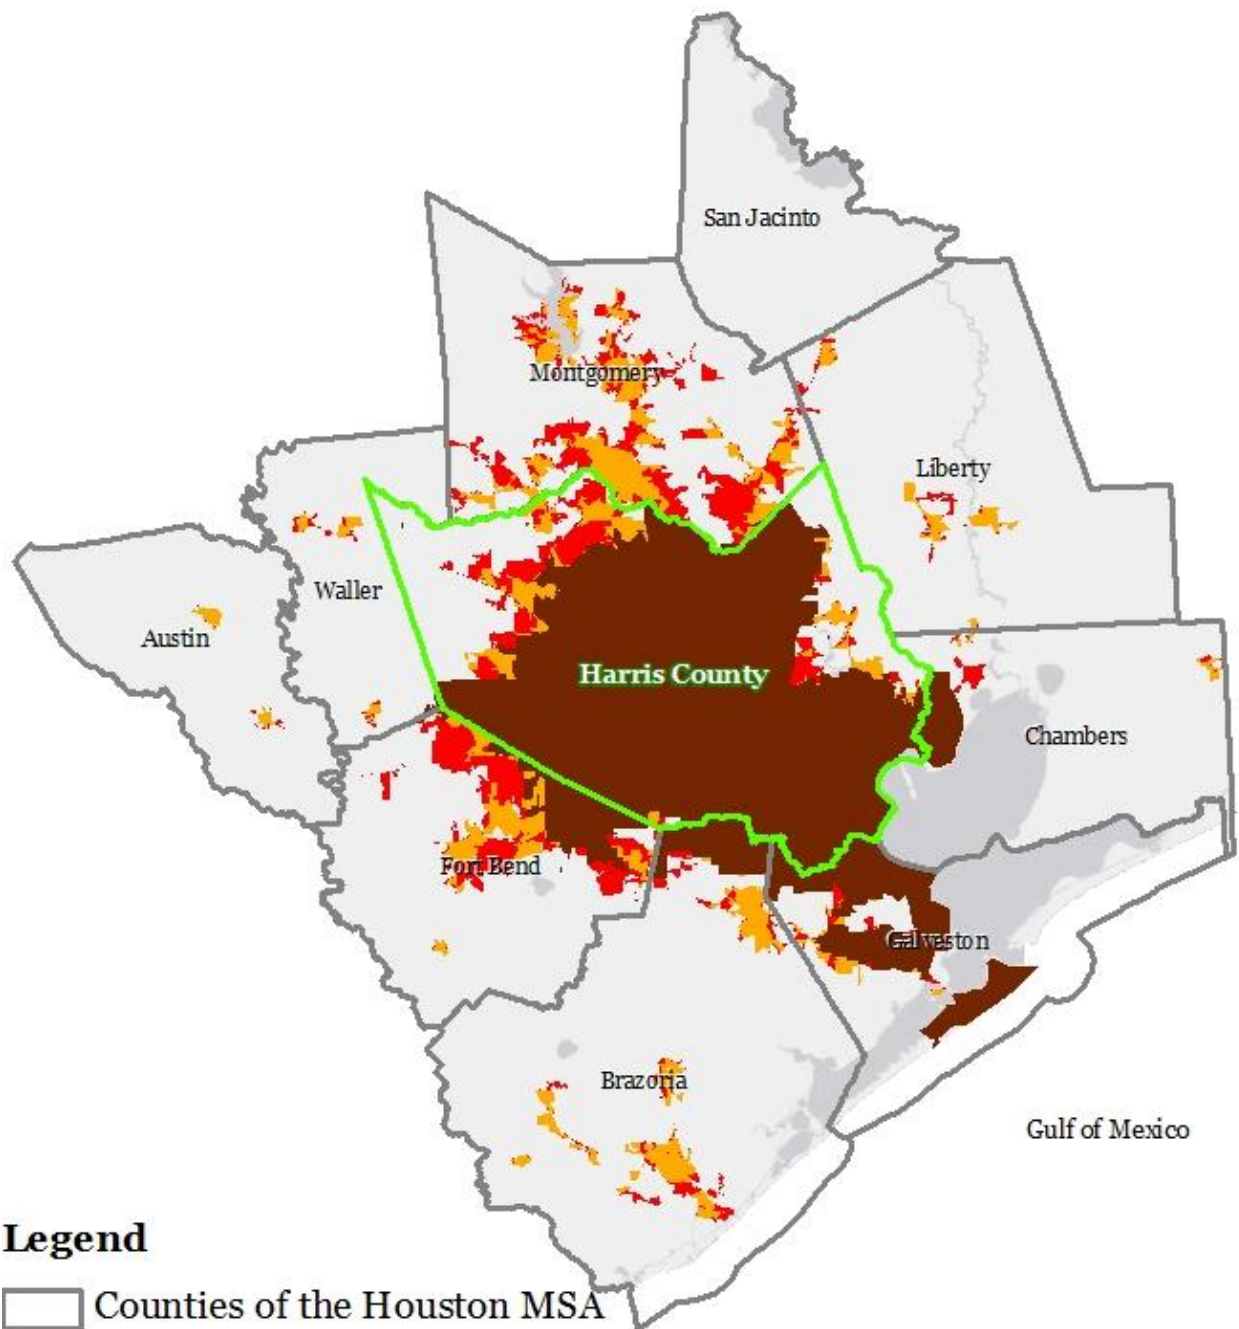 San Jacinto
Montgomery
Liberty
Waller
Austin
Harris County
Chambers
Fort Bend
Galveston
Brazoria
Gulf of Mexico
Legend
Counties of the Houston MSA